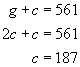 g + c = 561
2c + c = 561
c = 187